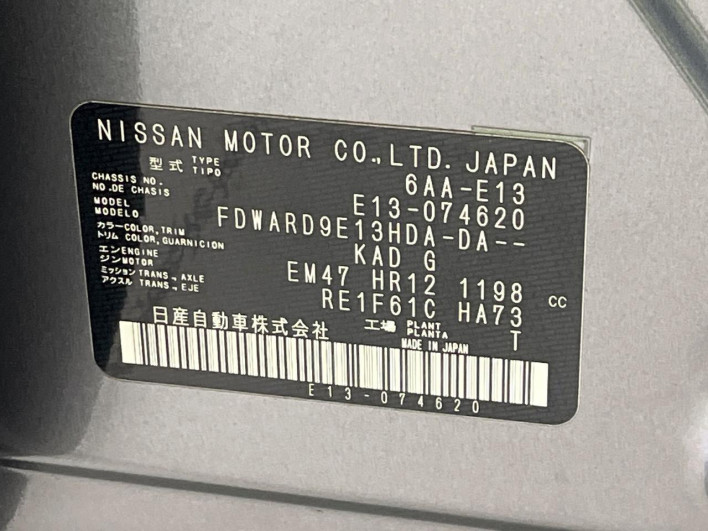 NISSAN MOTOR CO.,LTD. JAPAN
型式 TYPE TIPO 6AA-E13
CHASSIS NO. NO.DE CHASIS E13-074620
MODEL MODELO FDWARD9E13HDA-DA--
カラー COLOR,TRIM トリム COLOR,GUARNICION KAD G
エンジン ENGINE MOTOR EM47 HR12 1198 cc
ミッション TRANS., AXLE アクスル TRANS., EJE RE1F61C HA73
日産自動車株式会社 工場 PLANT PLANTA T
MADE IN JAPAN
E13-074620